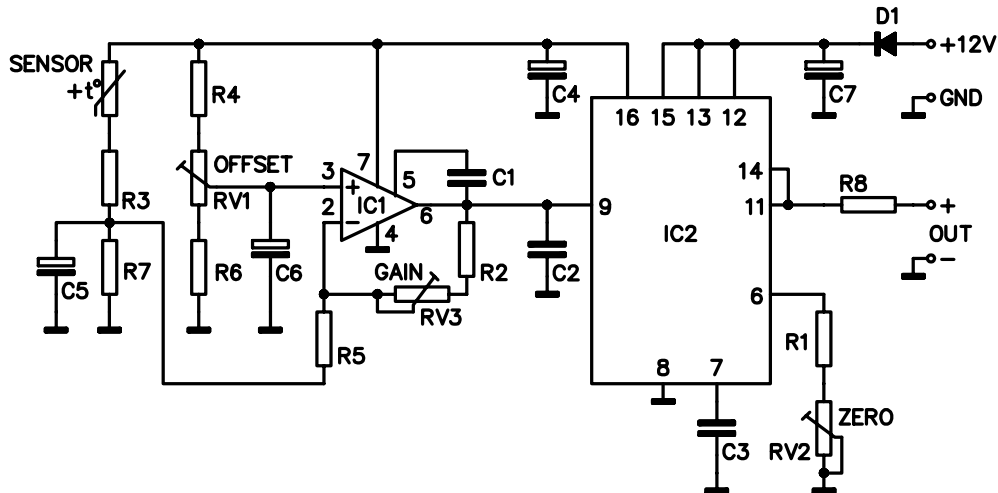 D1
+12V
SENSOR
+t°
R4
C4
C7
GND
16 15 13 12
OFFSET
14
R3
RV1
3
+
7
5
C1
R8
2
IC1
6
9
11
+
−
4
IC2
OUT
−
C5
R7
R6
C6
GAIN
R2
C2
6
RV3
R1
R5
8 7
C3
ZERO
RV2